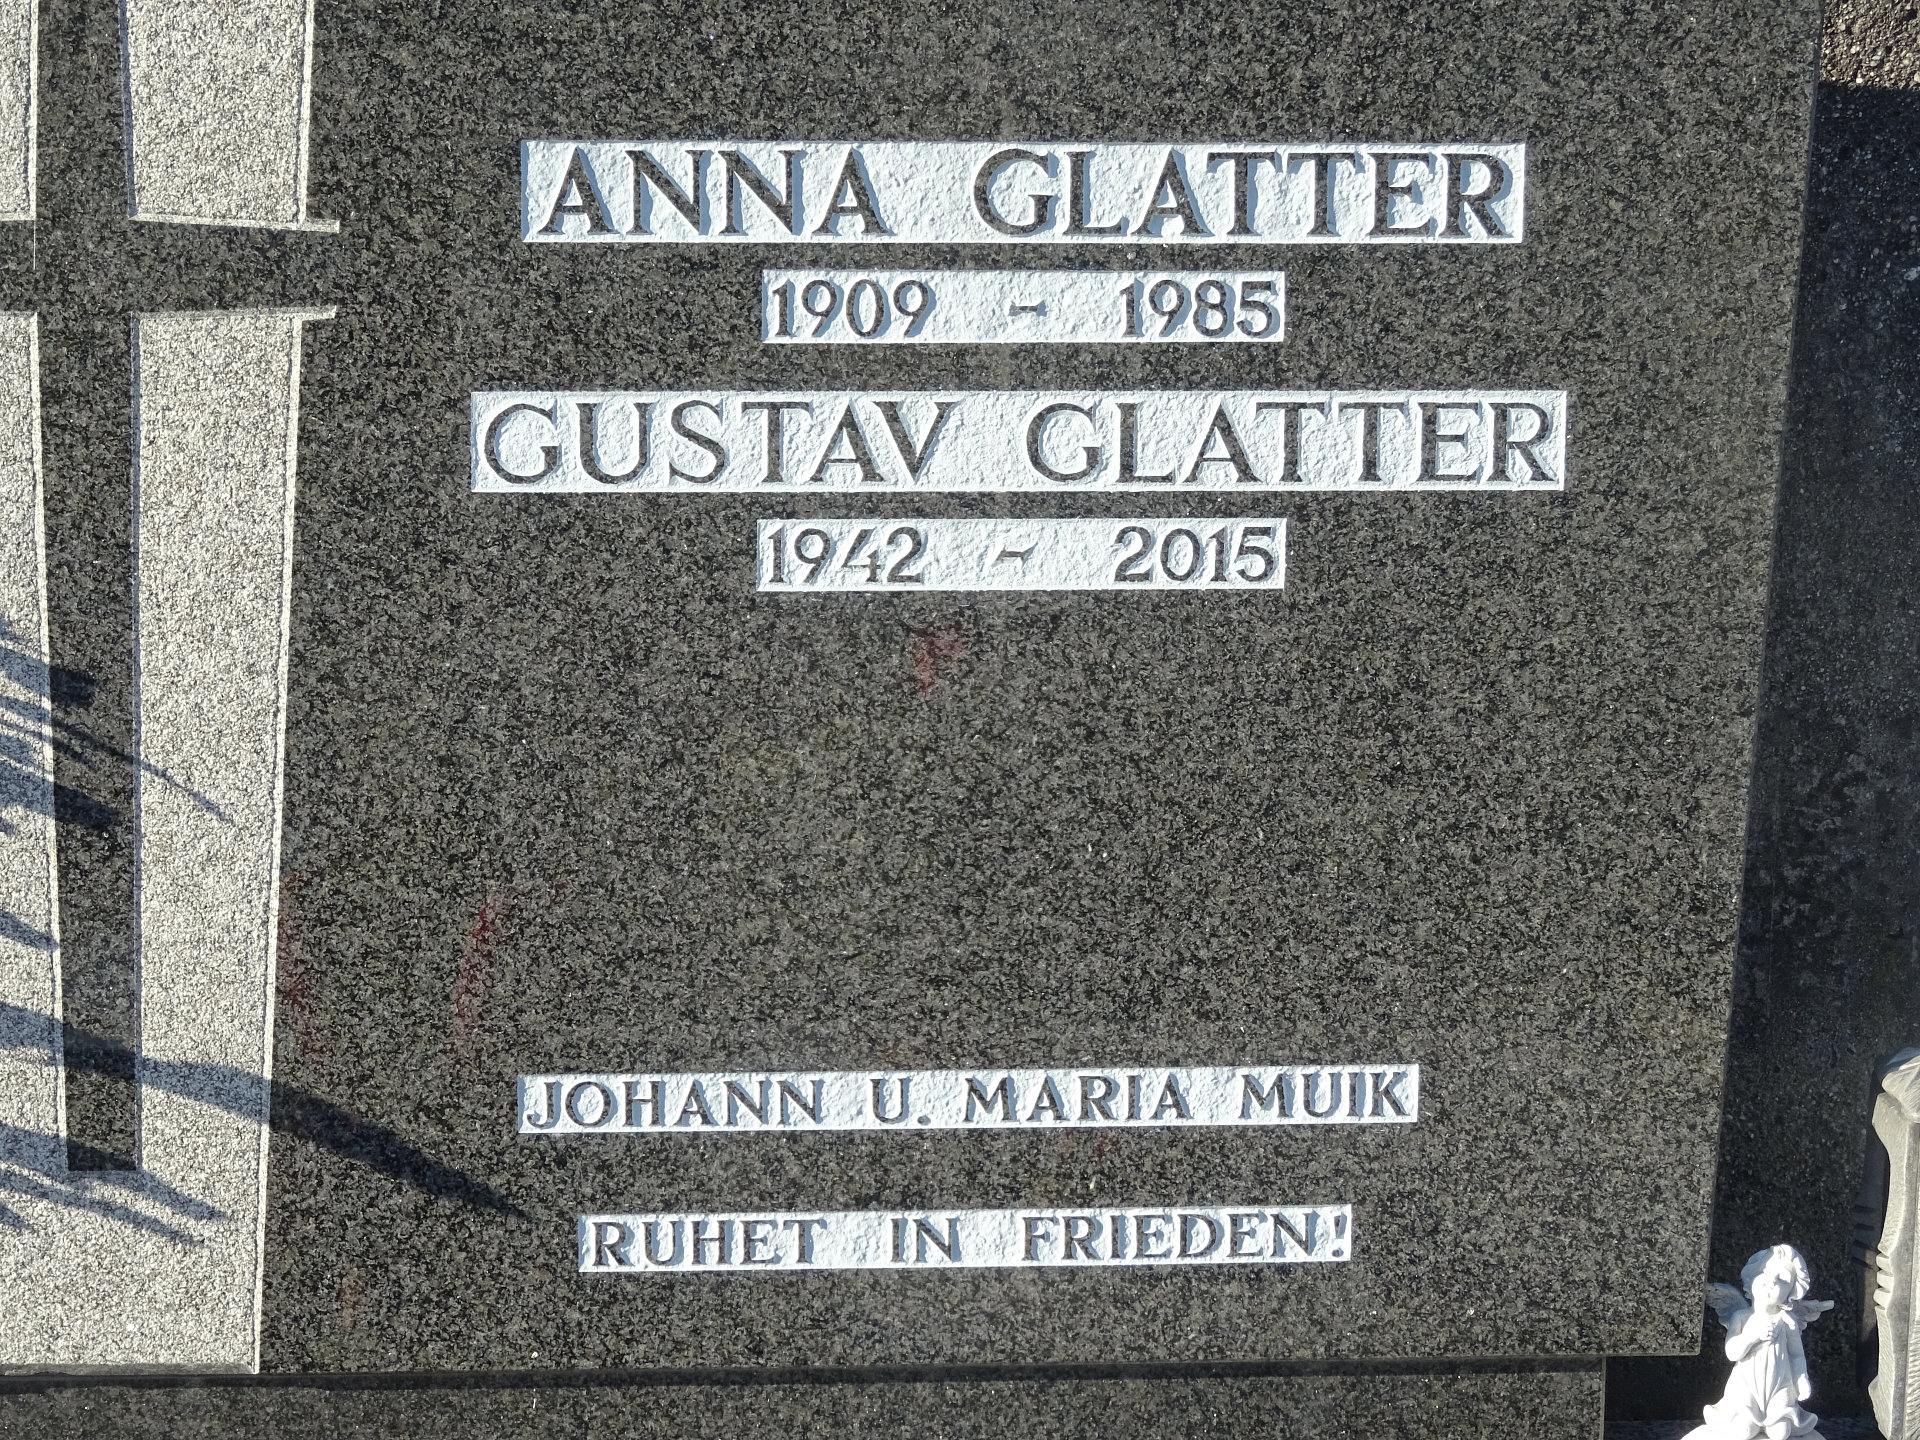 ANNA GLATTER
1909 - 1985
GUSTAV GLATTER
1942 - 2015
JOHANN U. MARIA MUIK
RUHET IN FRIEDEN!